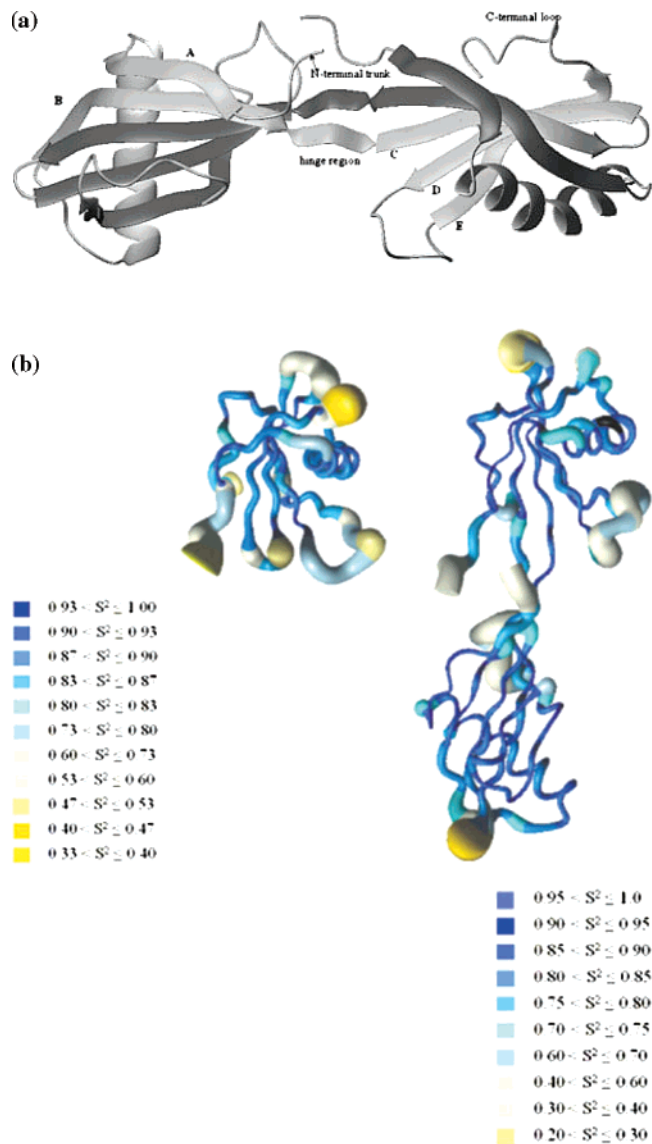 (a)
C-terminal loop
A
N-terminal trunk
B
hinge region
C
D
E
(b)
0.93 < S² ≤ 1.00
0.90 < S² ≤ 0.93
0.87 < S² ≤ 0.90
0.83 < S² ≤ 0.87
0.80 < S² ≤ 0.83
0.73 < S² ≤ 0.80
0.60 < S² ≤ 0.73
0.53 < S² ≤ 0.60
0.47 < S² ≤ 0.53
0.40 < S² ≤ 0.47
0.33 < S² ≤ 0.40
0.95 < S² ≤ 1.0
0.90 < S² ≤ 0.95
0.85 < S² ≤ 0.90
0.80 < S² ≤ 0.85
0.75 < S² ≤ 0.80
0.70 < S² ≤ 0.75
0.60 < S² ≤ 0.70
0.40 < S² ≤ 0.60
0.30 < S² ≤ 0.40
0.20 < S² ≤ 0.30